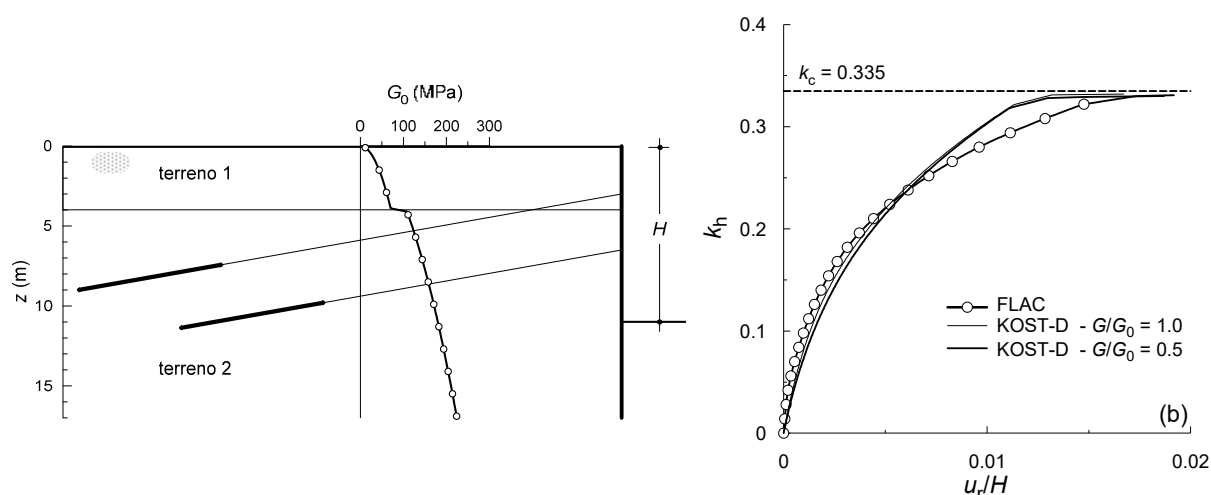 G₀ (MPa)
0 100 200 300
0
5
10
15
z (m)
terreno 1
terreno 2
H
0.4
0.3
0.2
0.1
0
kₕ
k_c = 0.335
FLAC
KOST-D - G/G₀ = 1.0
KOST-D - G/G₀ = 0.5
(b)
0 0.01 0.02
uᵣ/H